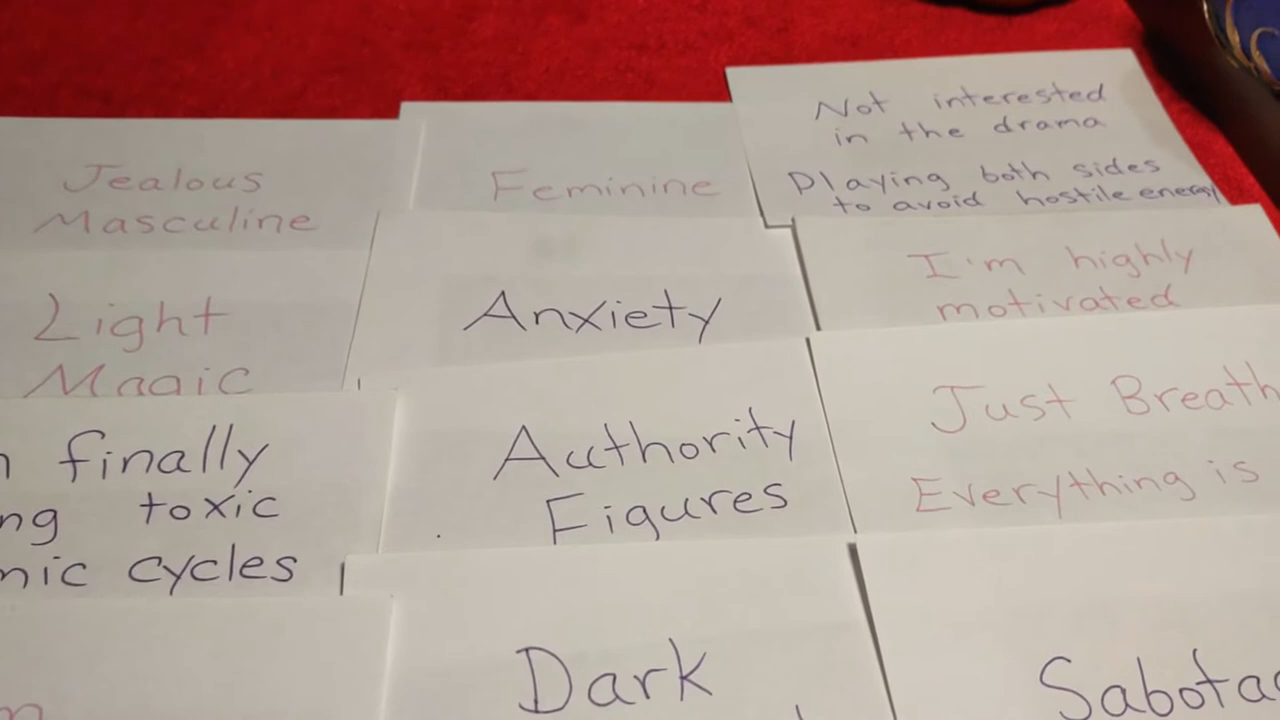 Jealous
Masculine
Light
Magic
finally
toxic
cycles
Feminine
Anxiety
Authority
Figures
Dark
Not interested
in the drama
Playing both sides
to avoid hostile energy
I'm highly
motivated
Just
Everything is